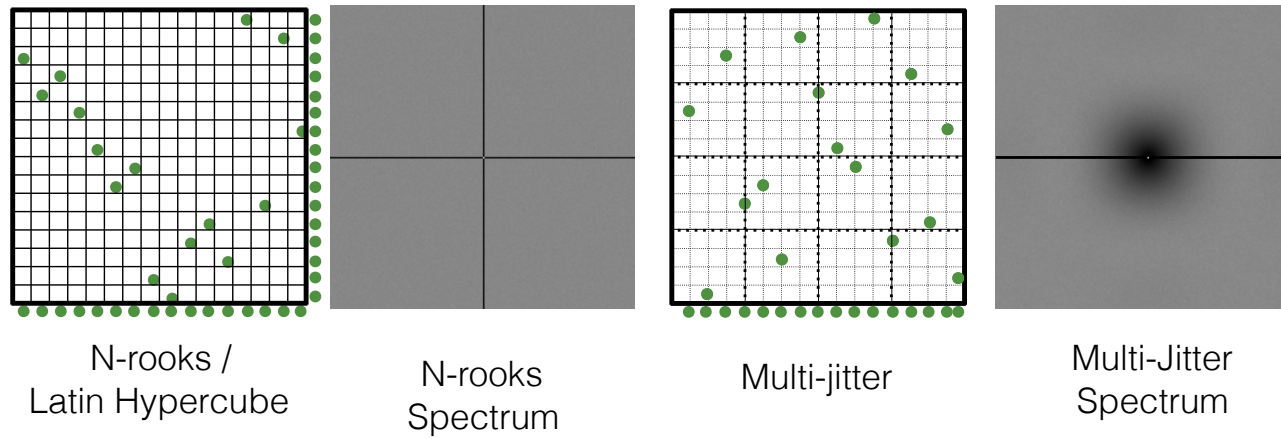 N-rooks /
Latin Hypercube
N-rooks
Spectrum
Multi-jitter
Multi-Jitter
Spectrum